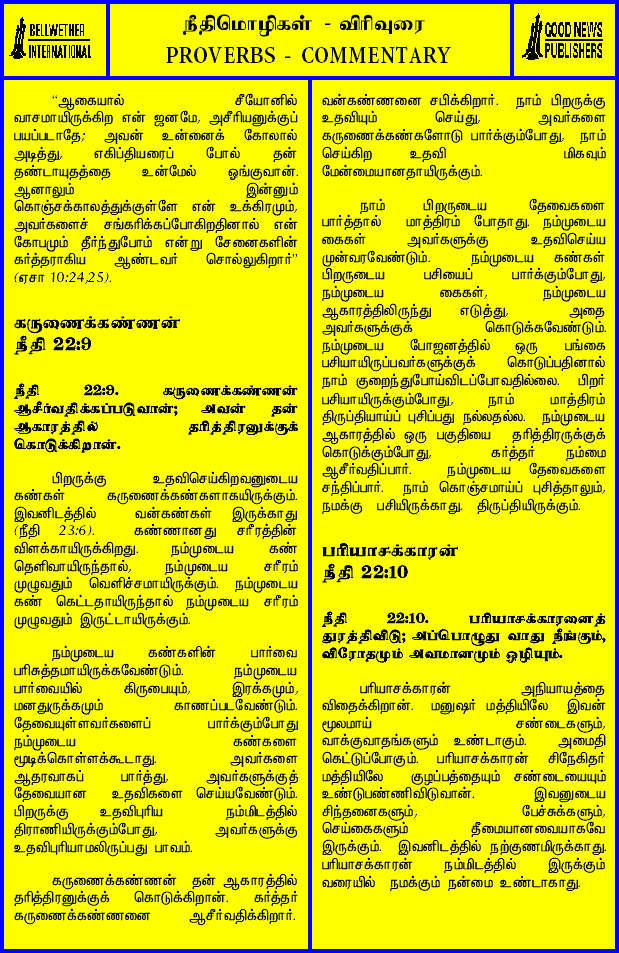 BELLWETHER
INTERNATIONAL
நீதிமொழிகள் - விரிவுரை
PROVERBS - COMMENTARY
GOOD NEWS
PUBLISHERS
“ஆகையால் சீயோனில்
வாசமாயிருக்கிற என் ஜனமே, அசீரியனுக்குப்
பயப்படாதே; அவன் உன்னைக் கோலால்
அடித்து, எகிப்தியரைப் போல் தன்
தண்டாயுதத்தை உன்மேல் ஓங்குவான்.
ஆனாலும் இன்னும்
கொஞ்சக்காலத்துக்குள்ளே என் உக்கிரமும்,
அவர்களைச் சங்கரிக்கப்போகிறதினால் என்
கோபமும் தீர்ந்துபோம் என்று சேனைகளின்
கர்த்தராகிய ஆண்டவர் சொல்லுகிறார்”
(ஏசா 10:24,25).
கருணைக்கண்ணன்
நீதி 22:9
நீதி 22:9. கருணைக்கண்ணன்
ஆசீர்வதிக்கப்படுவான்; அவன் தன்
ஆகாரத்தில் தரித்திரனுக்குக்
கொடுக்கிறான்.
பிறருக்கு உதவிசெய்கிறவனுடைய
கண்கள் கருணைக்கண்களாகயிருக்கும்.
இவனிடத்தில் வன்கண்கள் இருக்காது
(நீதி 23:6). கண்ணானது சரீரத்தின்
விளக்காயிருக்கிறது. நம்முடைய கண்
தெளிவாயிருந்தால், நம்முடைய சரீரம்
முழுவதும் வெளிச்சமாயிருக்கும். நம்முடைய
கண் கெட்டதாயிருந்தால் நம்முடைய சரீரம்
முழுவதும் இருட்டாயிருக்கும்.
நம்முடைய கண்களின் பார்வை
பரிசுத்தமாயிருக்கவேண்டும். நம்முடைய
பார்வையில் கிருபையும், இரக்கமும்,
மனதுருக்கமும் காணப்படவேண்டும்.
தேவையுள்ளவர்களைப் பார்க்கும்போது
நம்முடைய கண்களை
மூடிக்கொள்ளக்கூடாது. அவர்களை
ஆதரவாகப் பார்த்து, அவர்களுக்குத்
தேவையான உதவிகளை செய்யவேண்டும்.
பிறருக்கு உதவிபுரிய நம்மிடத்தில்
திராணியிருக்கும்போது, அவர்களுக்கு
உதவிபுரியாமலிருப்பது பாவம்.
கருணைக்கண்ணன் தன் ஆகாரத்தில்
தரித்திரனுக்குக் கொடுக்கிறான். கர்த்தர்
கருணைக்கண்ணனை ஆசீர்வதிக்கிறார்.
வன்கண்ணனை சபிக்கிறார். நாம் பிறருக்கு
உதவியும் செய்து, அவர்களை
கருணைக்கண்களோடு பார்க்கும்போது, நாம்
செய்கிற உதவி மிகவும்
மேன்மையானதாயிருக்கும்.
நாம் பிறருடைய தேவைகளை
பார்த்தால் மாத்திரம் போதாது. நம்முடைய
கைகள் அவர்களுக்கு உதவிசெய்ய
முன்வரவேண்டும். நம்முடைய கண்கள்
பிறருடைய பசியைப் பார்க்கும்போது,
நம்முடைய கைகள், நம்முடைய
ஆகாரத்திலிருந்து எடுத்து, அதை
அவர்களுக்குக் கொடுக்கவேண்டும்.
நம்முடைய போஜனத்தில் ஒரு பங்கை
பசியாயிருப்பவர்களுக்குக் கொடுப்பதினால்
நாம் குறைந்துபோய்விடப்போவதில்லை. பிறர்
பசியாயிருக்கும்போது, நாம் மாத்திரம்
திருப்தியாய்ப் புசிப்பது நல்லதல்ல. நம்முடைய
ஆகாரத்தில் ஒரு பகுதியை தரித்திரருக்குக்
கொடுக்கும்போது, கர்த்தர் நம்மை
ஆசீர்வதிப்பார். நம்முடைய தேவைகளை
சந்திப்பார். நாம் கொஞ்சமாய்ப் புசித்தாலும்,
நமக்கு பசியிருக்காது. திருப்தியிருக்கும்.
பரியாசக்காரன்
நீதி 22:10
நீதி 22:10. பரியாசக்காரனைத்
துரத்திவிடு; அப்பொழுது வாது நீங்கும்,
விரோதமும் அவமானமும் ஒழியும்.
பரியாசக்காரன் அநியாயத்தை
விதைக்கிறான். மனுஷர் மத்தியிலே இவன்
மூலமாய் சண்டைகளும்,
வாக்குவாதங்களும் உண்டாகும். அமைதி
கெட்டுப்போகும். பரியாசக்காரன் சிநேகிதர்
மத்தியிலே குழப்பத்தையும் சண்டையையும்
உண்டுபண்ணிவிடுவான். இவனுடைய
சிந்தனைகளும், பேச்சுக்களும்,
செய்கைகளும் தீமையானவையாகவே
இருக்கும். இவனிடத்தில் நற்குணமிருக்காது.
பரியாசக்காரன் நம்மிடத்தில் இருக்கும்
வரையில் நமக்கும் நன்மை உண்டாகாது.